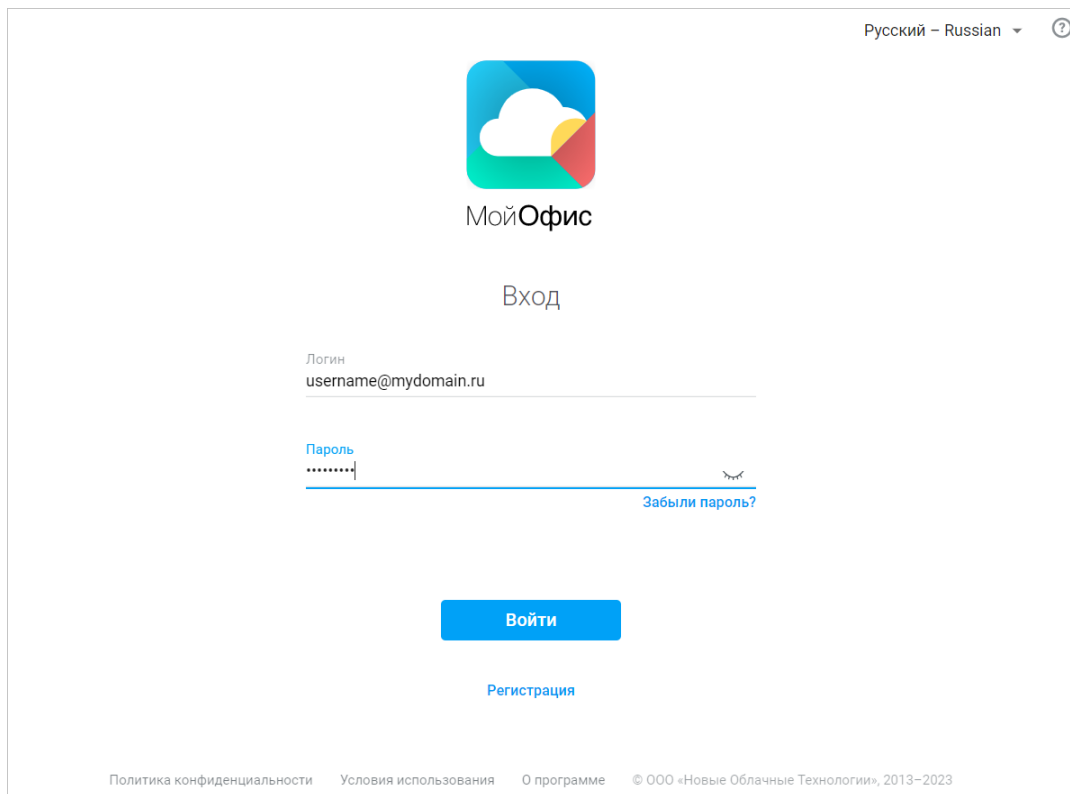 Русский – Russian
МойОфис
Вход
Логин
username@mydomain.ru
Пароль
•••••••••
Забыли пароль?
Войти
Регистрация
Политика конфиденциальности Условия использования О программе © ООО «Новые Облачные Технологии», 2013–2023